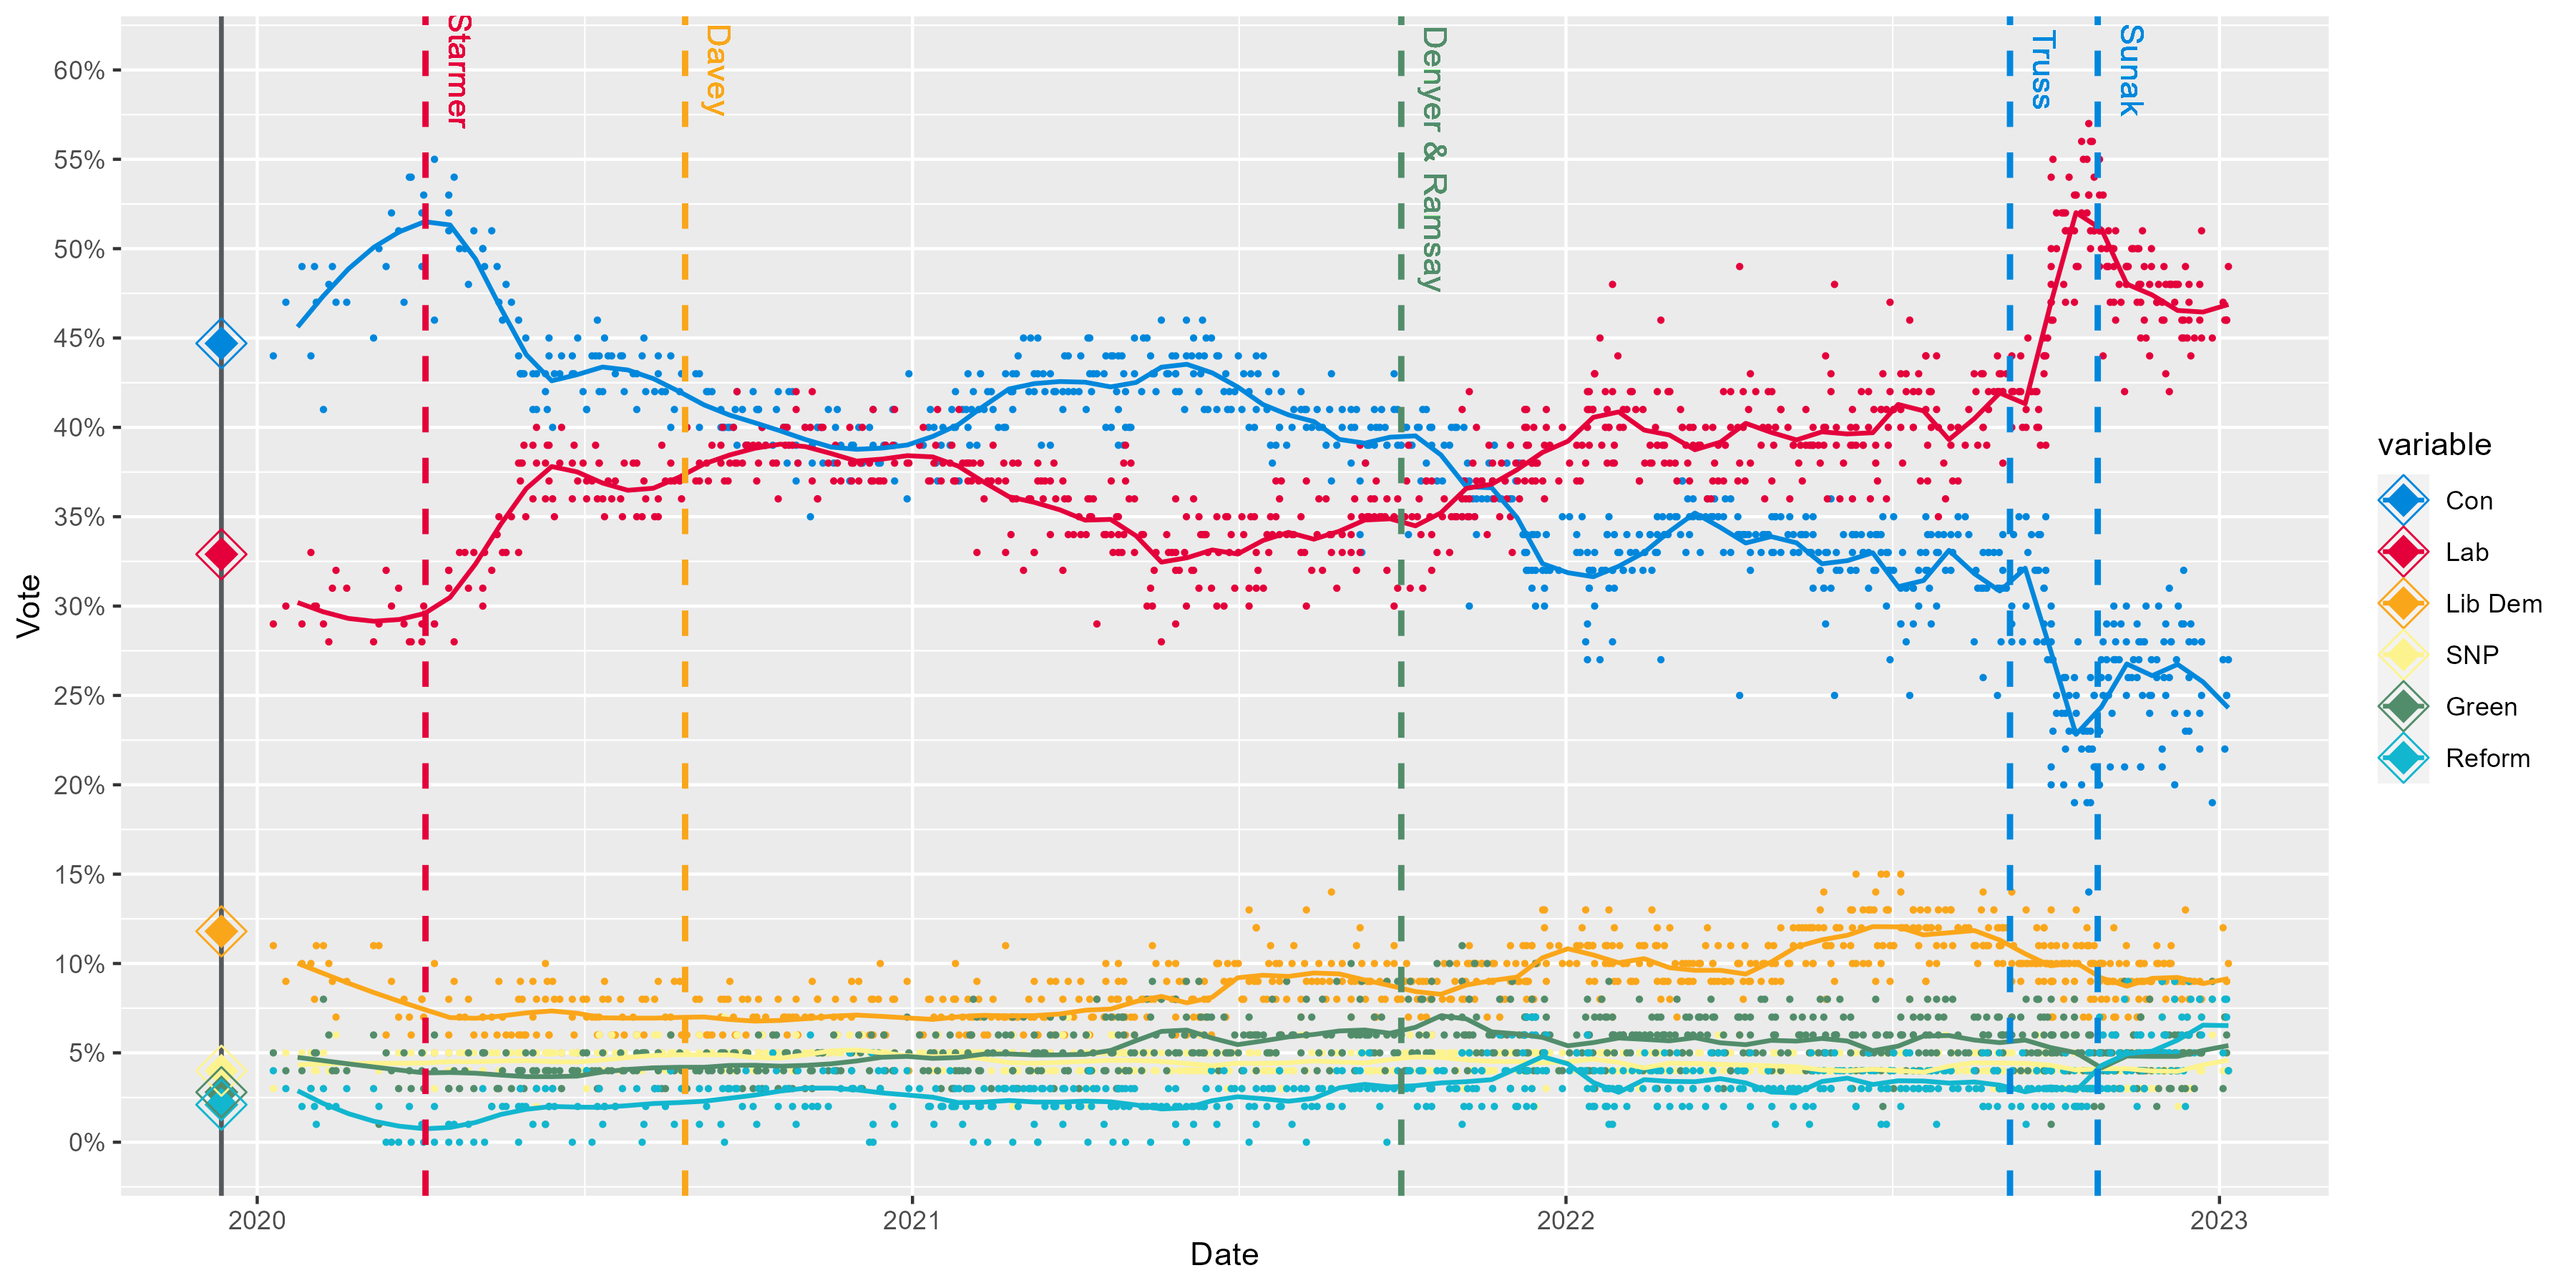 Starmer
Davey
Denyer & Ramsay
Truss
Sunak
60%
55%
50%
45%
40%
35%
30%
25%
20%
15%
10%
5%
0%
Vote
2020
2021
2022
2023
Date
variable
Con
Lab
Lib Dem
SNP
Green
Reform